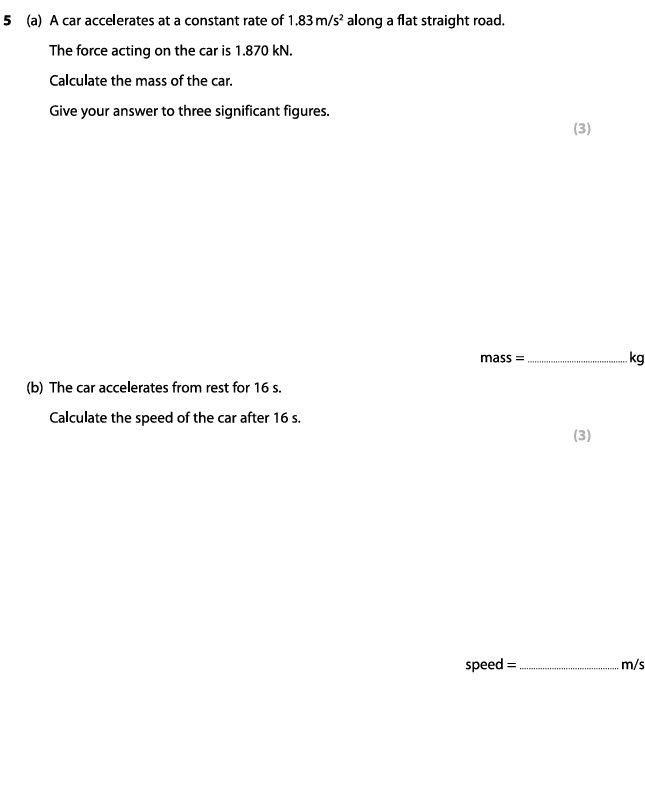 5 (a) A car accelerates at a constant rate of 1.83 m/s² along a flat straight road.
The force acting on the car is 1.870 kN.
Calculate the mass of the car.
Give your answer to three significant figures.
(3)
mass = ........................................ kg
(b) The car accelerates from rest for 16 s.
Calculate the speed of the car after 16 s.
(3)
speed = ........................................ m/s